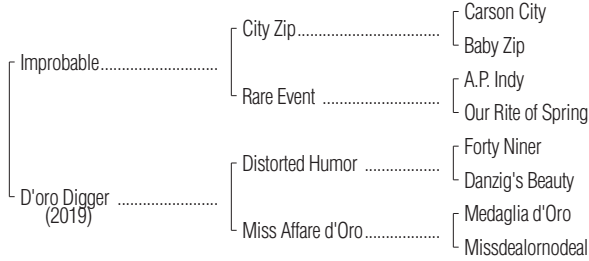 Carson City
City Zip...............................
Baby Zip
Improbable..........................
A.P. Indy
Rare Event ..........................
Our Rite of Spring
Forty Niner
Distorted Humor .................
Danzig's Beauty
D'oro Digger ......................
(2019)
Medaglia d'Oro
Miss Affare d'Oro.................
Missdealornodeal